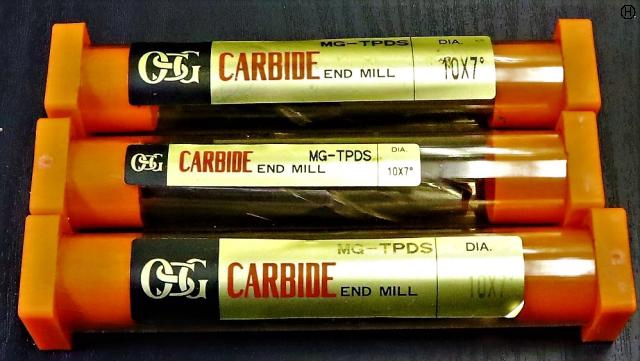 MG-TPDS DIA.
OSG CARBIDE END MILL 10X7°
MG-TPDS DIA.
OSG CARBIDE END MILL 10X7°
MG-TPDS DIA.
OSG CARBIDE END MILL 10X7°
H